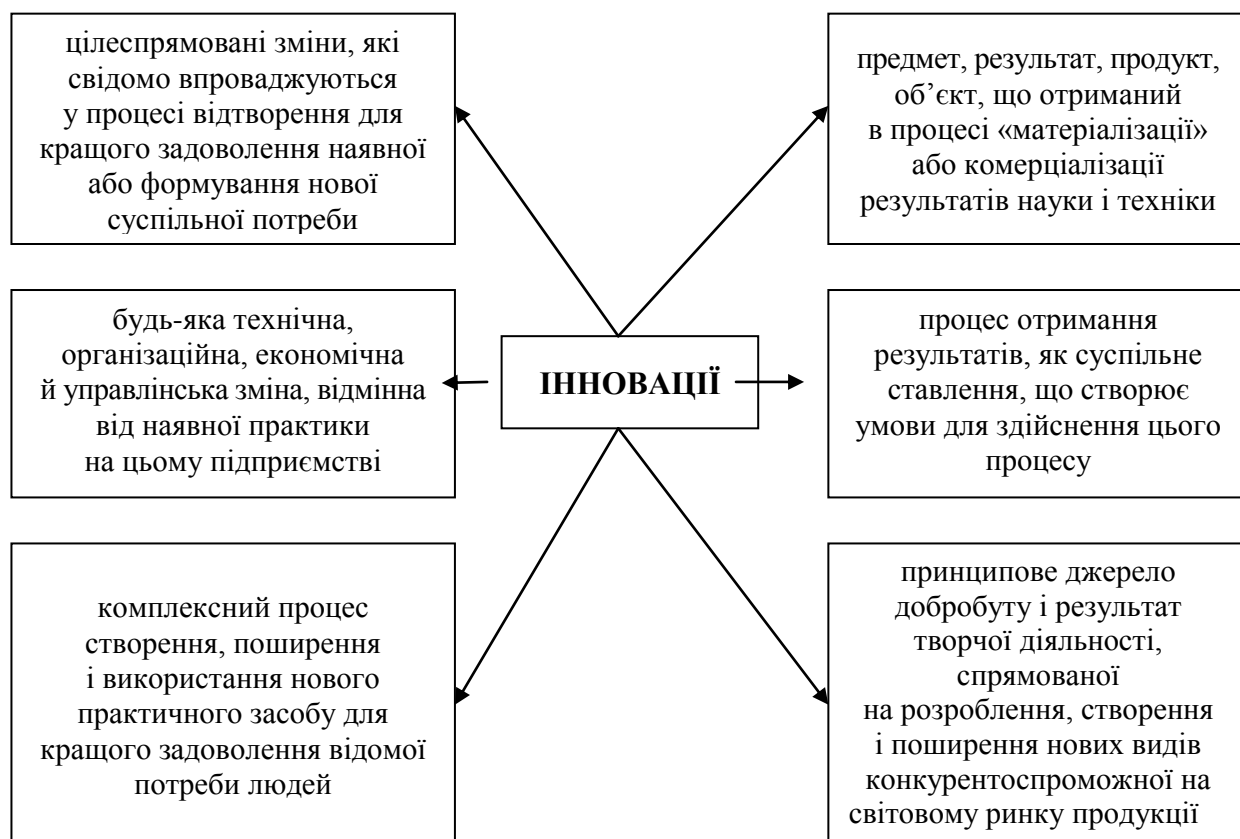 цілеспрямовані зміни, які
свідомо впроваджуються
у процесі відтворення для
кращого задоволення наявної
або формування нової
суспільної потреби
предмет, результат, продукт,
об’єкт, що отриманий
в процесі «матеріалізації»
або комерціалізації
результатів науки і техніки
будь-яка технічна,
організаційна, економічна
й управлінська зміна, відмінна
від наявної практики
на цьому підприємстві
ІННОВАЦІЇ
процес отримання
результатів, як суспільне
ставлення, що створює
умови для здійснення цього
процесу
комплексний процес
створення, поширення
і використання нового
практичного засобу для
кращого задоволення відомої
потреби людей
принципове джерело
добробуту і результат
творчої діяльності,
спрямованої
на розроблення, створення
і поширення нових видів
конкурентоспроможної на
світовому ринку продукції